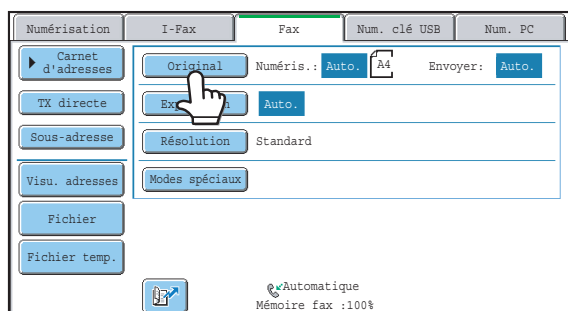 Numérisation I-Fax Fax Num. clé USB Num. PC
Carnet
d'adresses
Original Numéris.: Auto. A4 Envoyer: Auto.
TX directe
Auto.
Sous-adresse
Résolution Standard
Visu. adresses
Modes spéciaux
Fichier
Fichier temp.
Automatique
Mémoire fax :100%